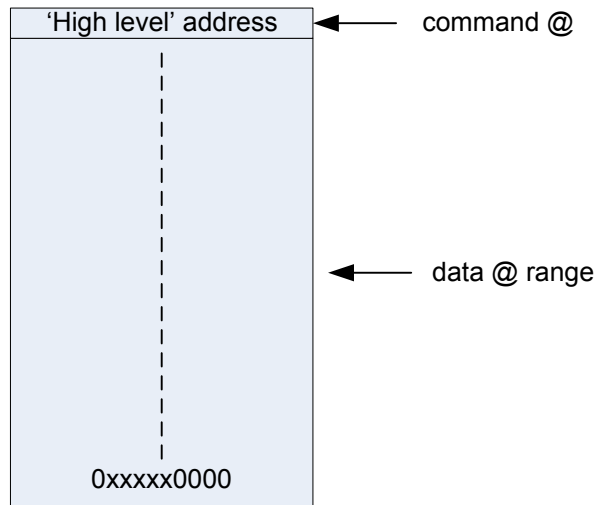 ‘High level’ address
command @
data @ range
0xxxxx0000